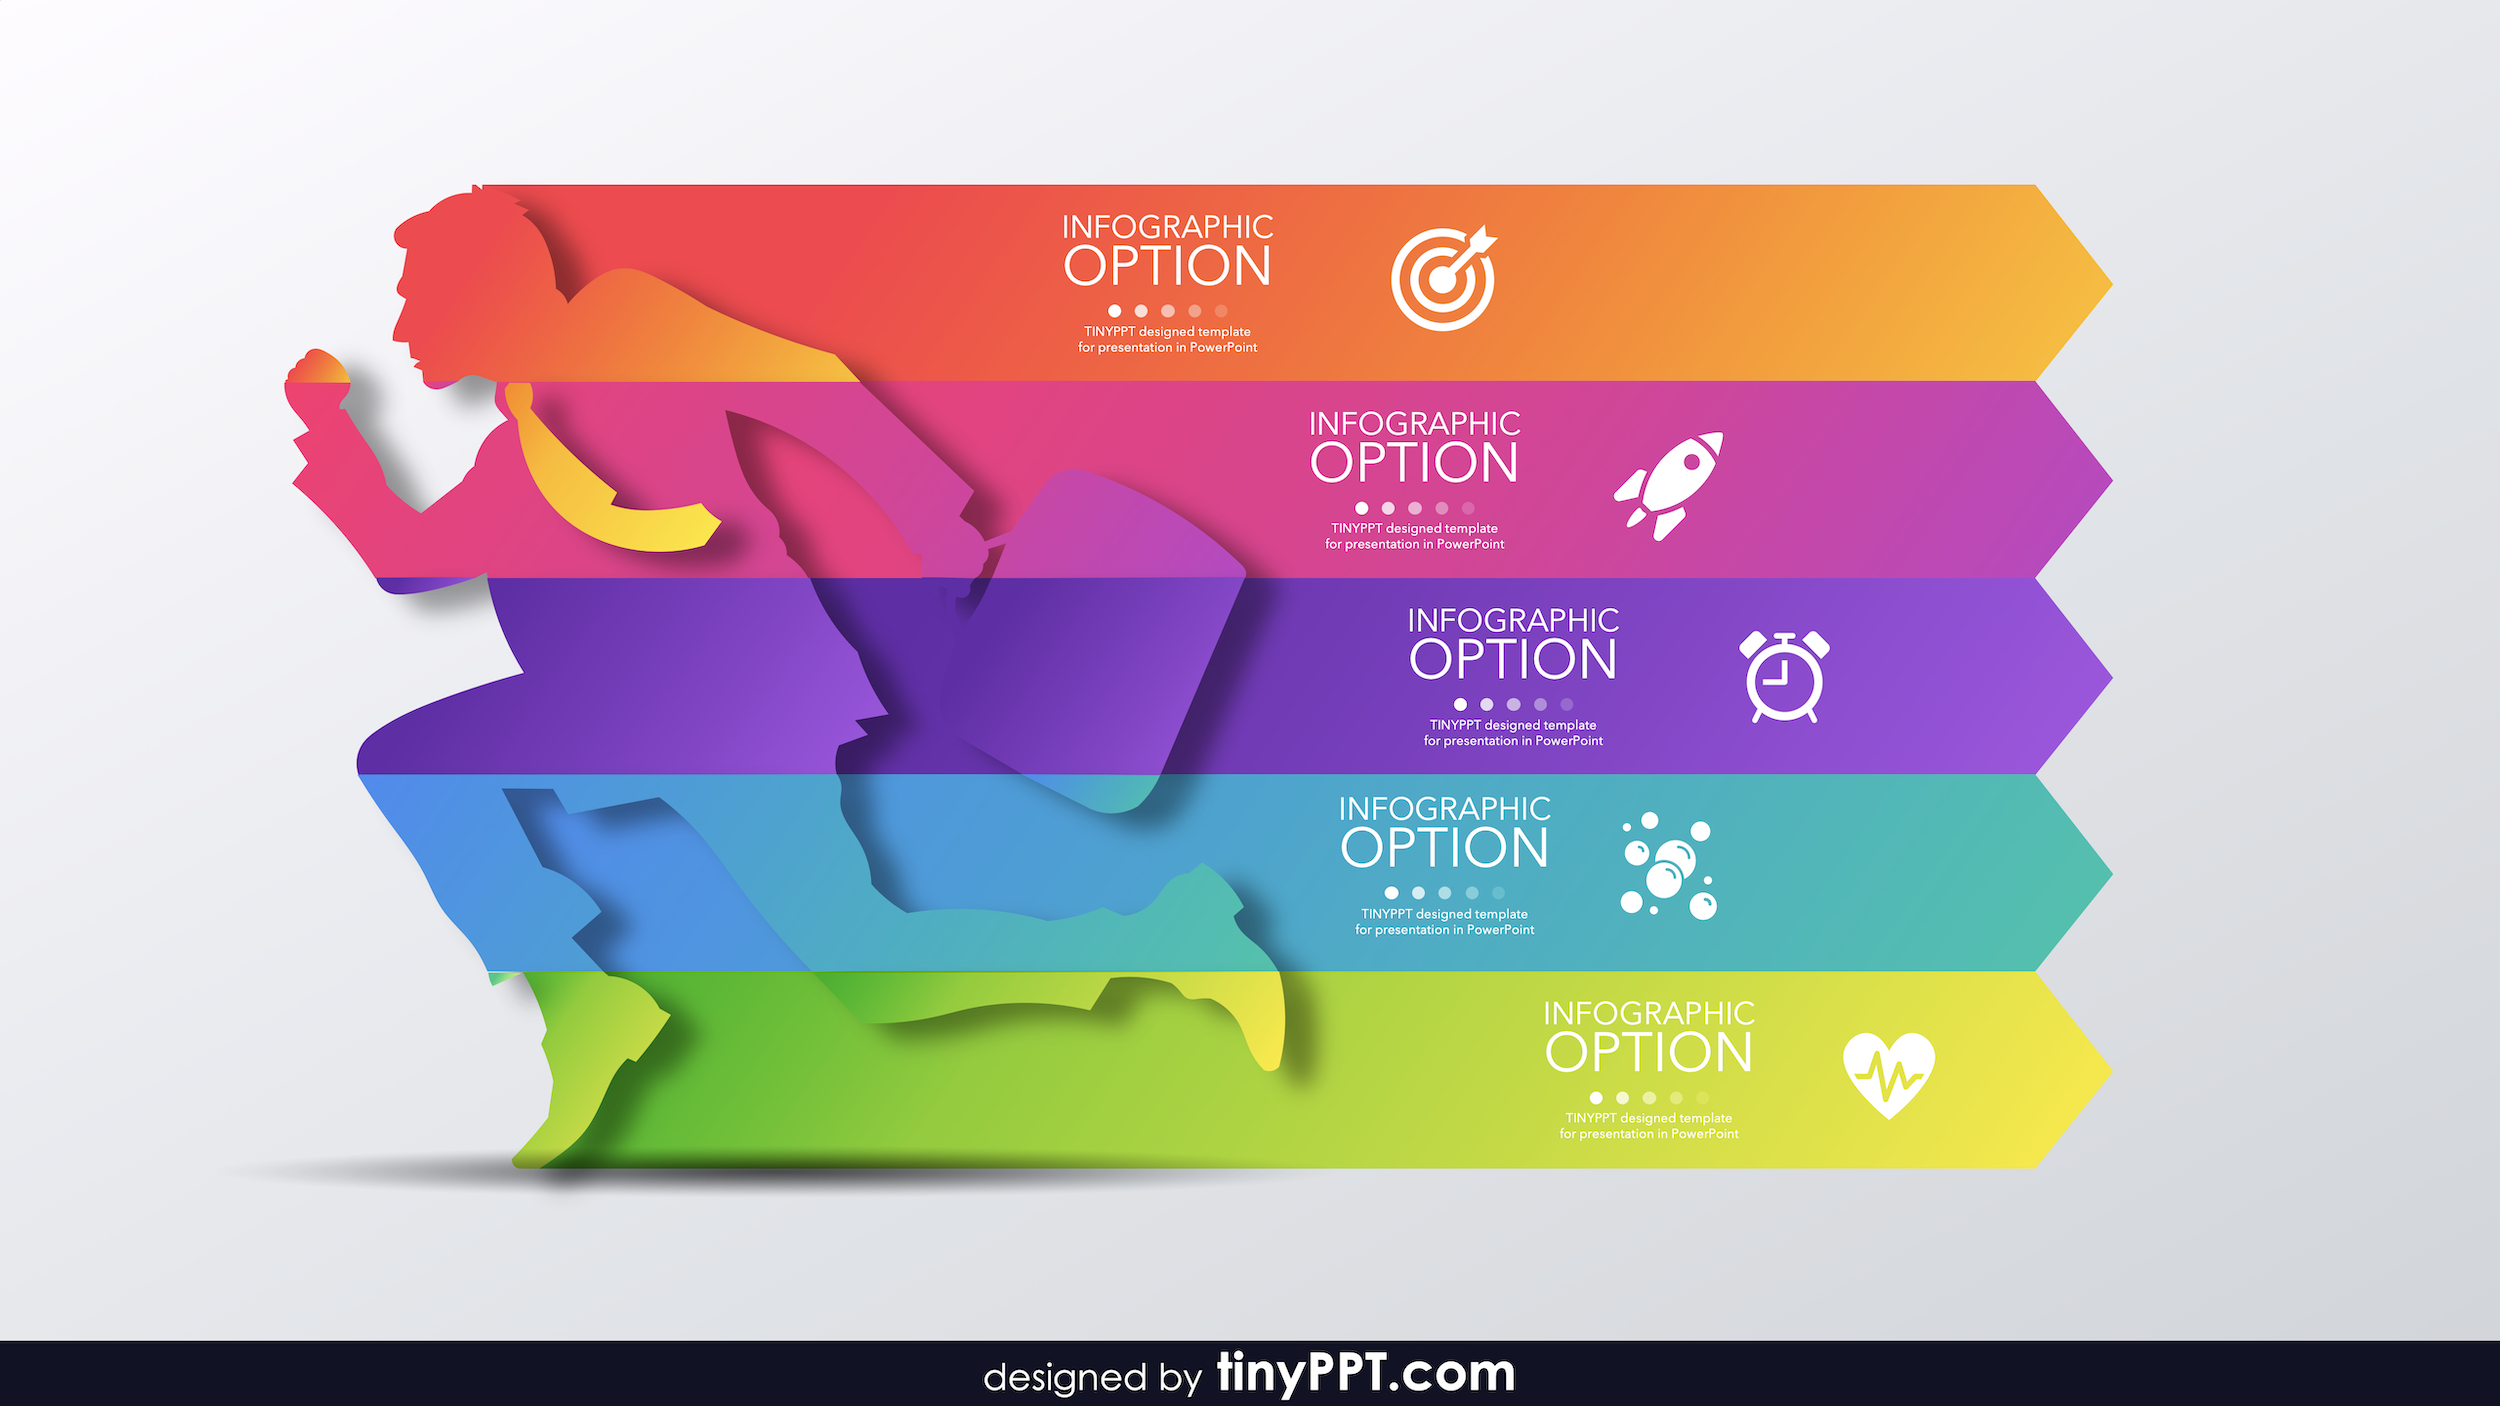 INFOGRAPHIC
OPTION
TINYPPT designed template
for presentation in PowerPoint
INFOGRAPHIC
OPTION
TINYPPT designed template
for presentation in PowerPoint
INFOGRAPHIC
OPTION
TINYPPT designed template
for presentation in PowerPoint
INFOGRAPHIC
OPTION
TINYPPT designed template
for presentation in PowerPoint
INFOGRAPHIC
OPTION
TINYPPT designed template
for presentation in PowerPoint
designed by tinyPPT.com